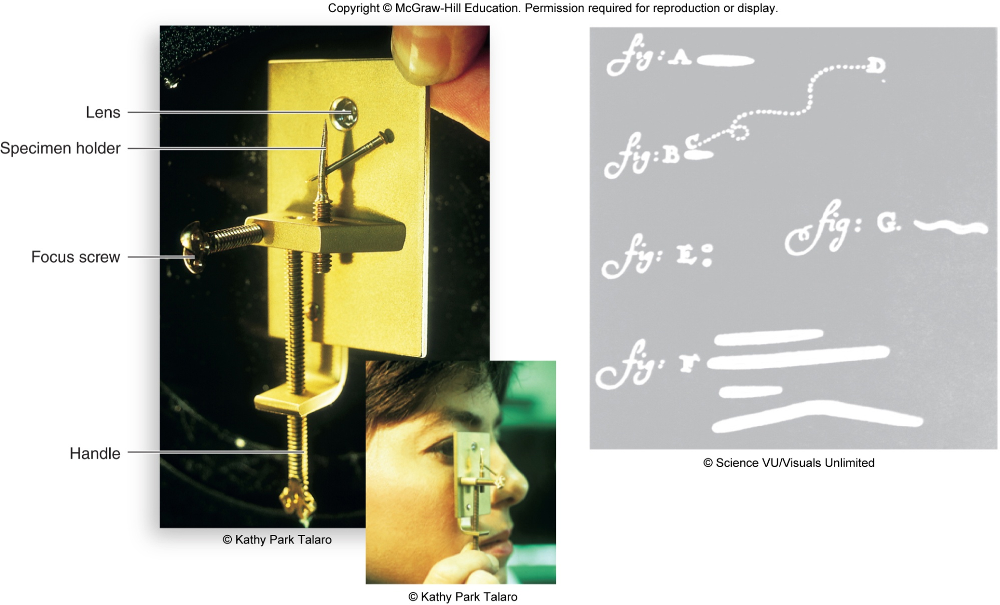 Copyright © McGraw-Hill Education. Permission required for reproduction or display.
Lens
Specimen holder
Focus screw
Handle
© Kathy Park Talaro
© Kathy Park Talaro
fig: A
D
fig: B C
fig: G.
fig: E
fig: F
© Science VU/Visuals Unlimited